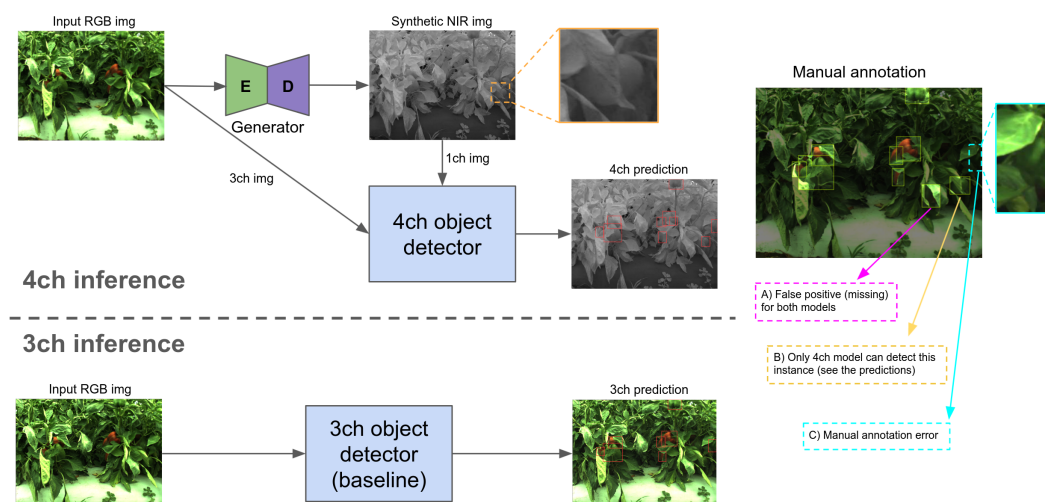 Input RGB img
Synthetic NIR img
E
D
Generator
3ch img
1ch img
4ch object
detector
4ch prediction
4ch inference
3ch inference
Input RGB img
3ch object
detector
(baseline)
3ch prediction
Manual annotation
A) False positive (missing)
for both models
B) Only 4ch model can detect this
instance (see the predictions)
C) Manual annotation error